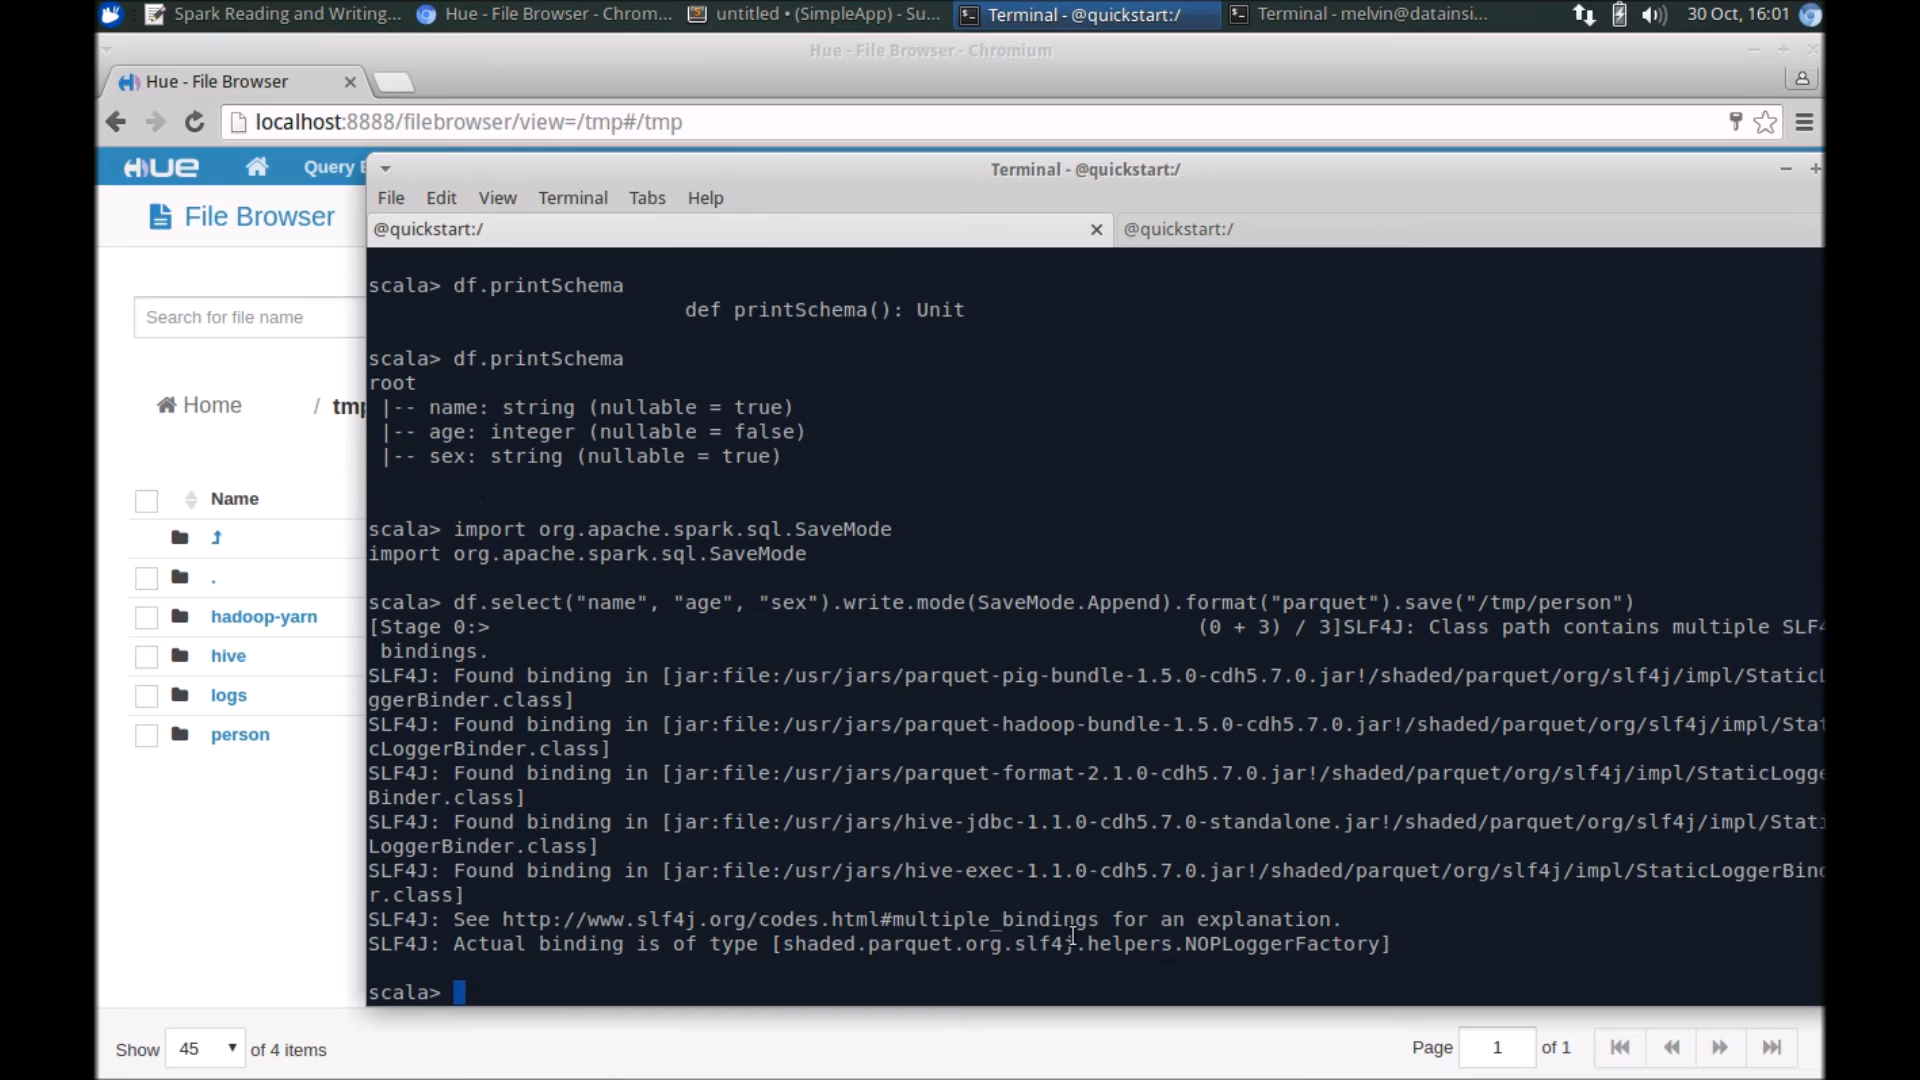 Spark Reading and Writing...
Hue - File Browser - Chrom...
untitled • (SimpleApp) - Su...
Terminal - @quickstart:/
Terminal - melvin@datainsi...
30 Oct, 16:01
Hue - File Browser - Chromium
Hue - File Browser
localhost:8888/filebrowser/view=/tmp#/tmp
HUE
Query
File Browser
Search for file name
Home / tmp
Name
.
hadoop-yarn
hive
logs
person
Show 45 of 4 items
Page 1 of 1
Terminal - @quickstart:/
File Edit View Terminal Tabs Help
@quickstart:/
@quickstart:/
scala> df.printSchema
def printSchema(): Unit
scala> df.printSchema
root
|-- name: string (nullable = true)
|-- age: integer (nullable = false)
|-- sex: string (nullable = true)
scala> import org.apache.spark.sql.SaveMode
import org.apache.spark.sql.SaveMode
scala> df.select("name", "age", "sex").write.mode(SaveMode.Append).format("parquet").save("/tmp/person")
[Stage 0:> (0 + 3) / 3]SLF4J: Class path contains multiple SLF4
bindings.
SLF4J: Found binding in [jar:file:/usr/jars/parquet-pig-bundle-1.5.0-cdh5.7.0.jar!/shaded/parquet/org/slf4j/impl/StaticL
ggerBinder.class]
SLF4J: Found binding in [jar:file:/usr/jars/parquet-hadoop-bundle-1.5.0-cdh5.7.0.jar!/shaded/parquet/org/slf4j/impl/Stat
cLoggerBinder.class]
SLF4J: Found binding in [jar:file:/usr/jars/parquet-format-2.1.0-cdh5.7.0.jar!/shaded/parquet/org/slf4j/impl/StaticLogge
Binder.class]
SLF4J: Found binding in [jar:file:/usr/jars/hive-jdbc-1.1.0-cdh5.7.0-standalone.jar!/shaded/parquet/org/slf4j/impl/Stati
LoggerBinder.class]
SLF4J: Found binding in [jar:file:/usr/jars/hive-exec-1.1.0-cdh5.7.0.jar!/shaded/parquet/org/slf4j/impl/StaticLoggerBind
r.class]
SLF4J: See http://www.slf4j.org/codes.html#multiple_bindings for an explanation.
SLF4J: Actual binding is of type [shaded.parquet.org.slf4j.helpers.NOPLoggerFactory]
scala>